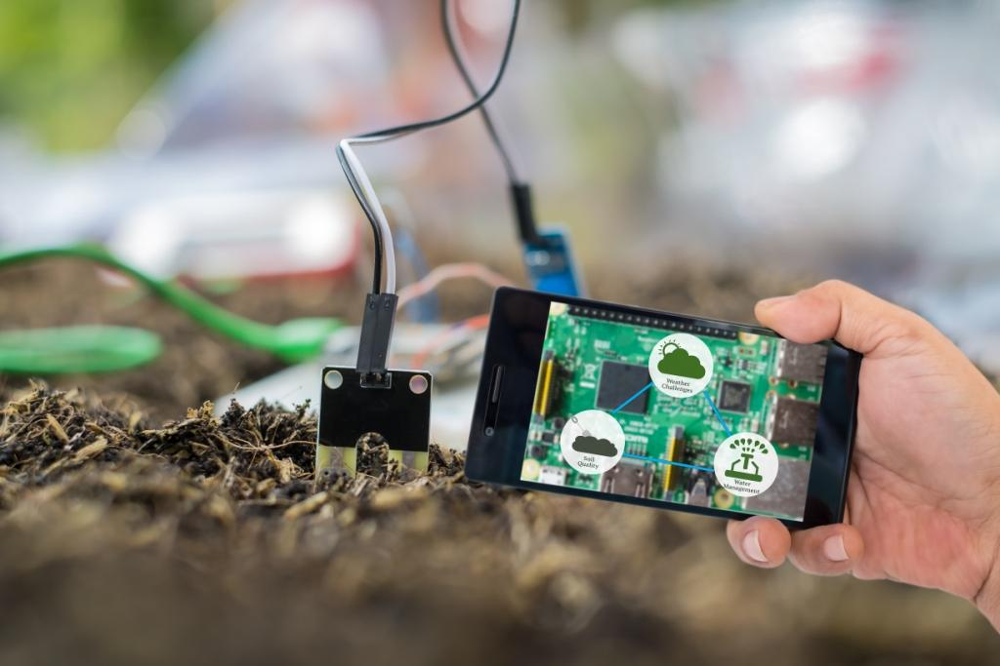 Weather
Challenges
Soil
Quality
Water
Management